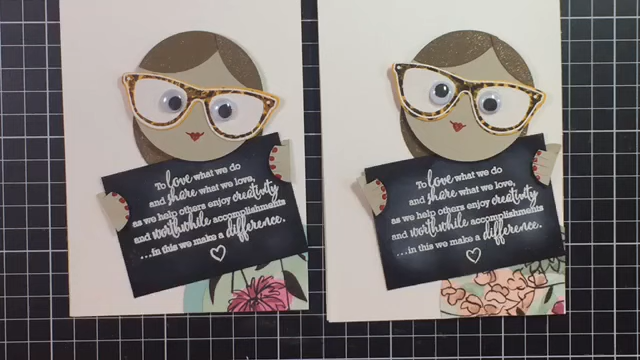 To love what we do
and share what we love,
as we help others enjoy creativity
and worthwhile accomplishments
...in this we make a difference.
To love what we do
and share what we love,
as we help others enjoy creativity
and worthwhile accomplishments
...in this we make a difference.